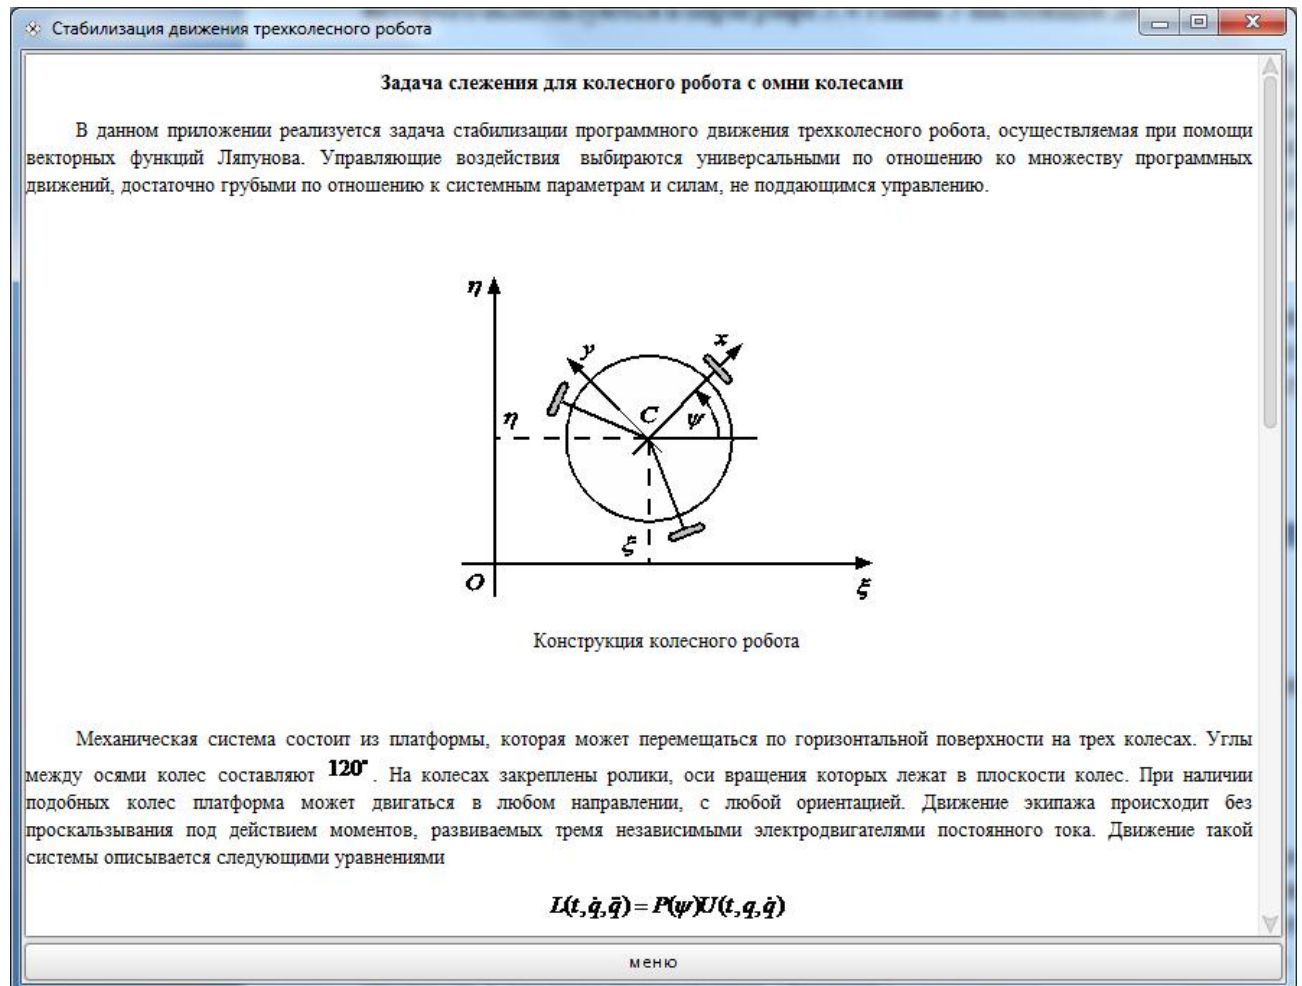 Стабилизация движения трехколесного робота
Задача слежения для колесного робота с омни колесами
В данном приложении реализуется задача стабилизации программного движения трехколесного робота, осуществляемая при помощи
векторных функций Ляпунова. Управляющие воздействия выбираются универсальными по отношению ко множеству программных
движений, достаточно грубыми по отношению к системным параметрам и силам, не поддающимся управлению.
η
x
y
η
C
ψ
ξ
O
ξ
Конструкция колесного робота
Механическая система состоит из платформы, которая может перемещаться по горизонтальной поверхности на трех колесах. Углы
между осями колес составляют 120°. На колесах закреплены ролики, оси вращения которых лежат в плоскости колес. При наличии
подобных колес платформа может двигаться в любом направлении, с любой ориентацией. Движение экипажа происходит без
проскальзывания под действием моментов, развиваемых тремя независимыми электродвигателями постоянного тока. Движение такой
системы описывается следующими уравнениями
L(t,q̇,q̈)=P(ψ)U(t,q,q̇)
меню